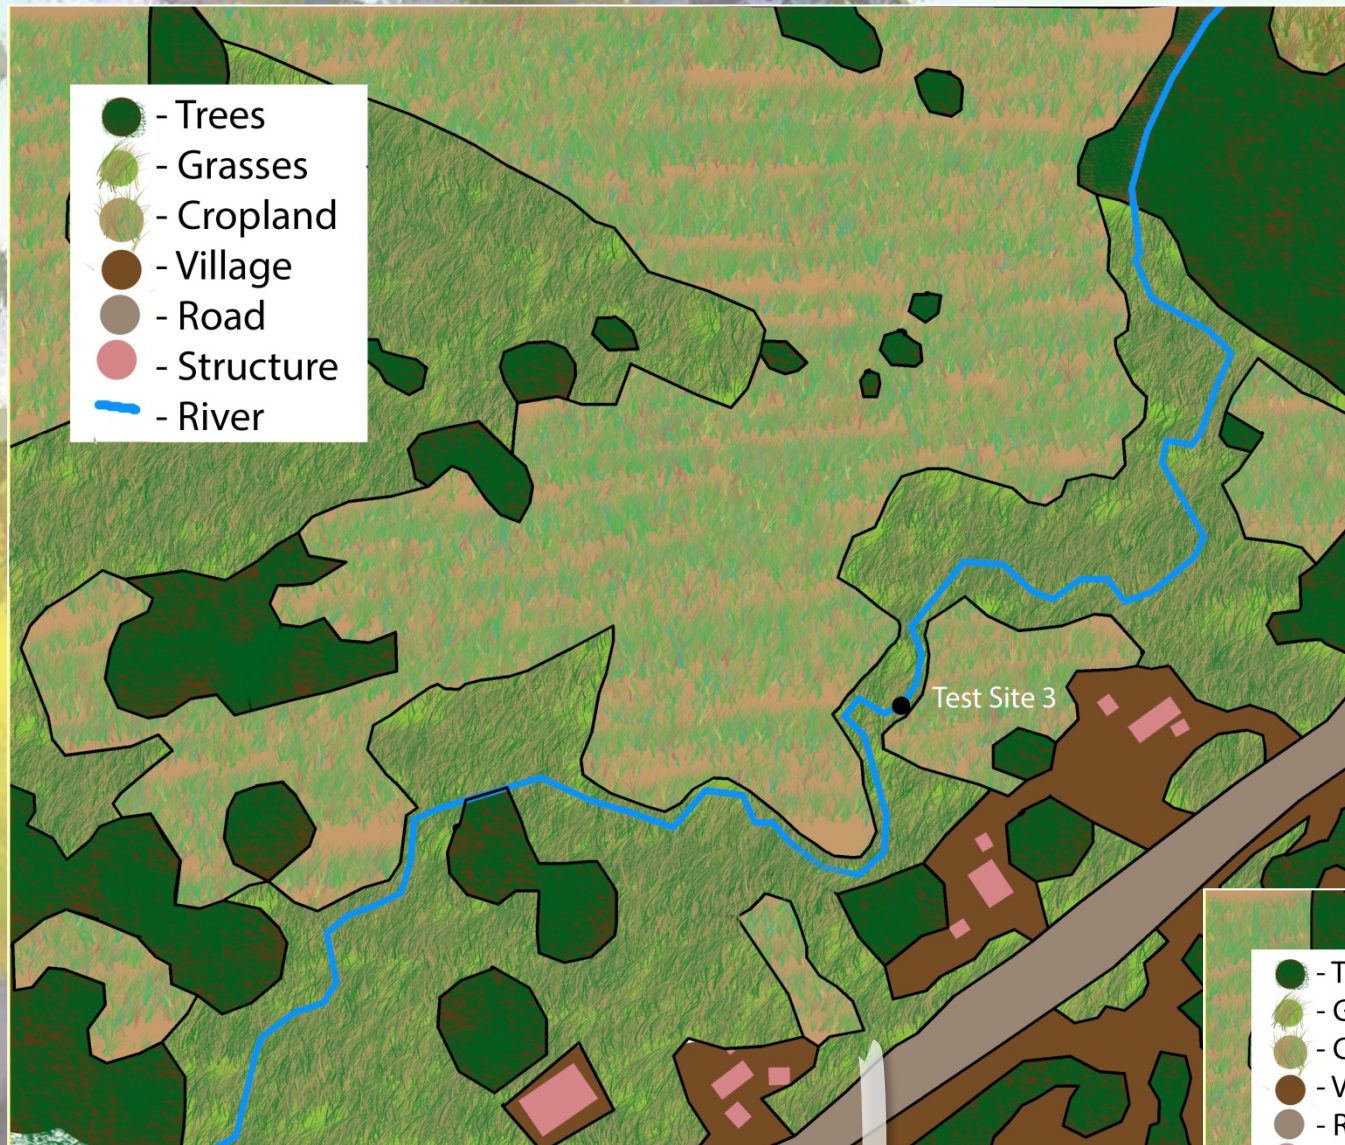 - Trees
- Grasses
- Cropland
- Village
- Road
- Structure
- River
Test Site 3